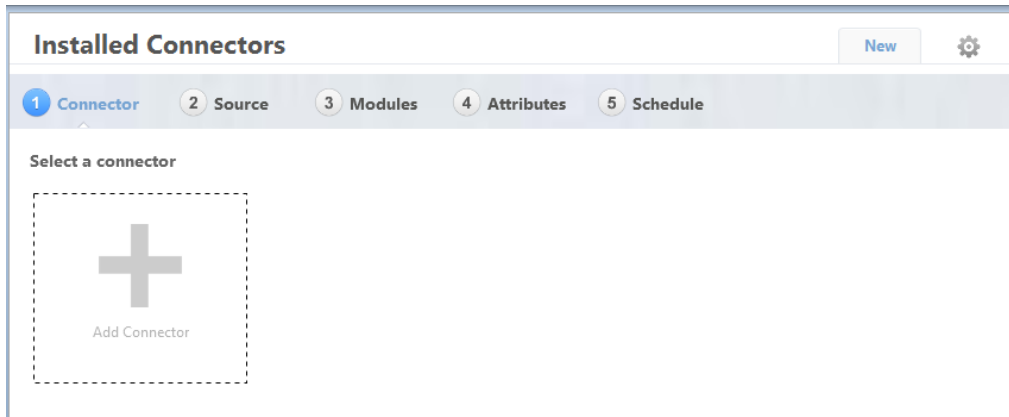 Installed Connectors
New
1 Connector 2 Source 3 Modules 4 Attributes 5 Schedule
Select a connector
Add Connector